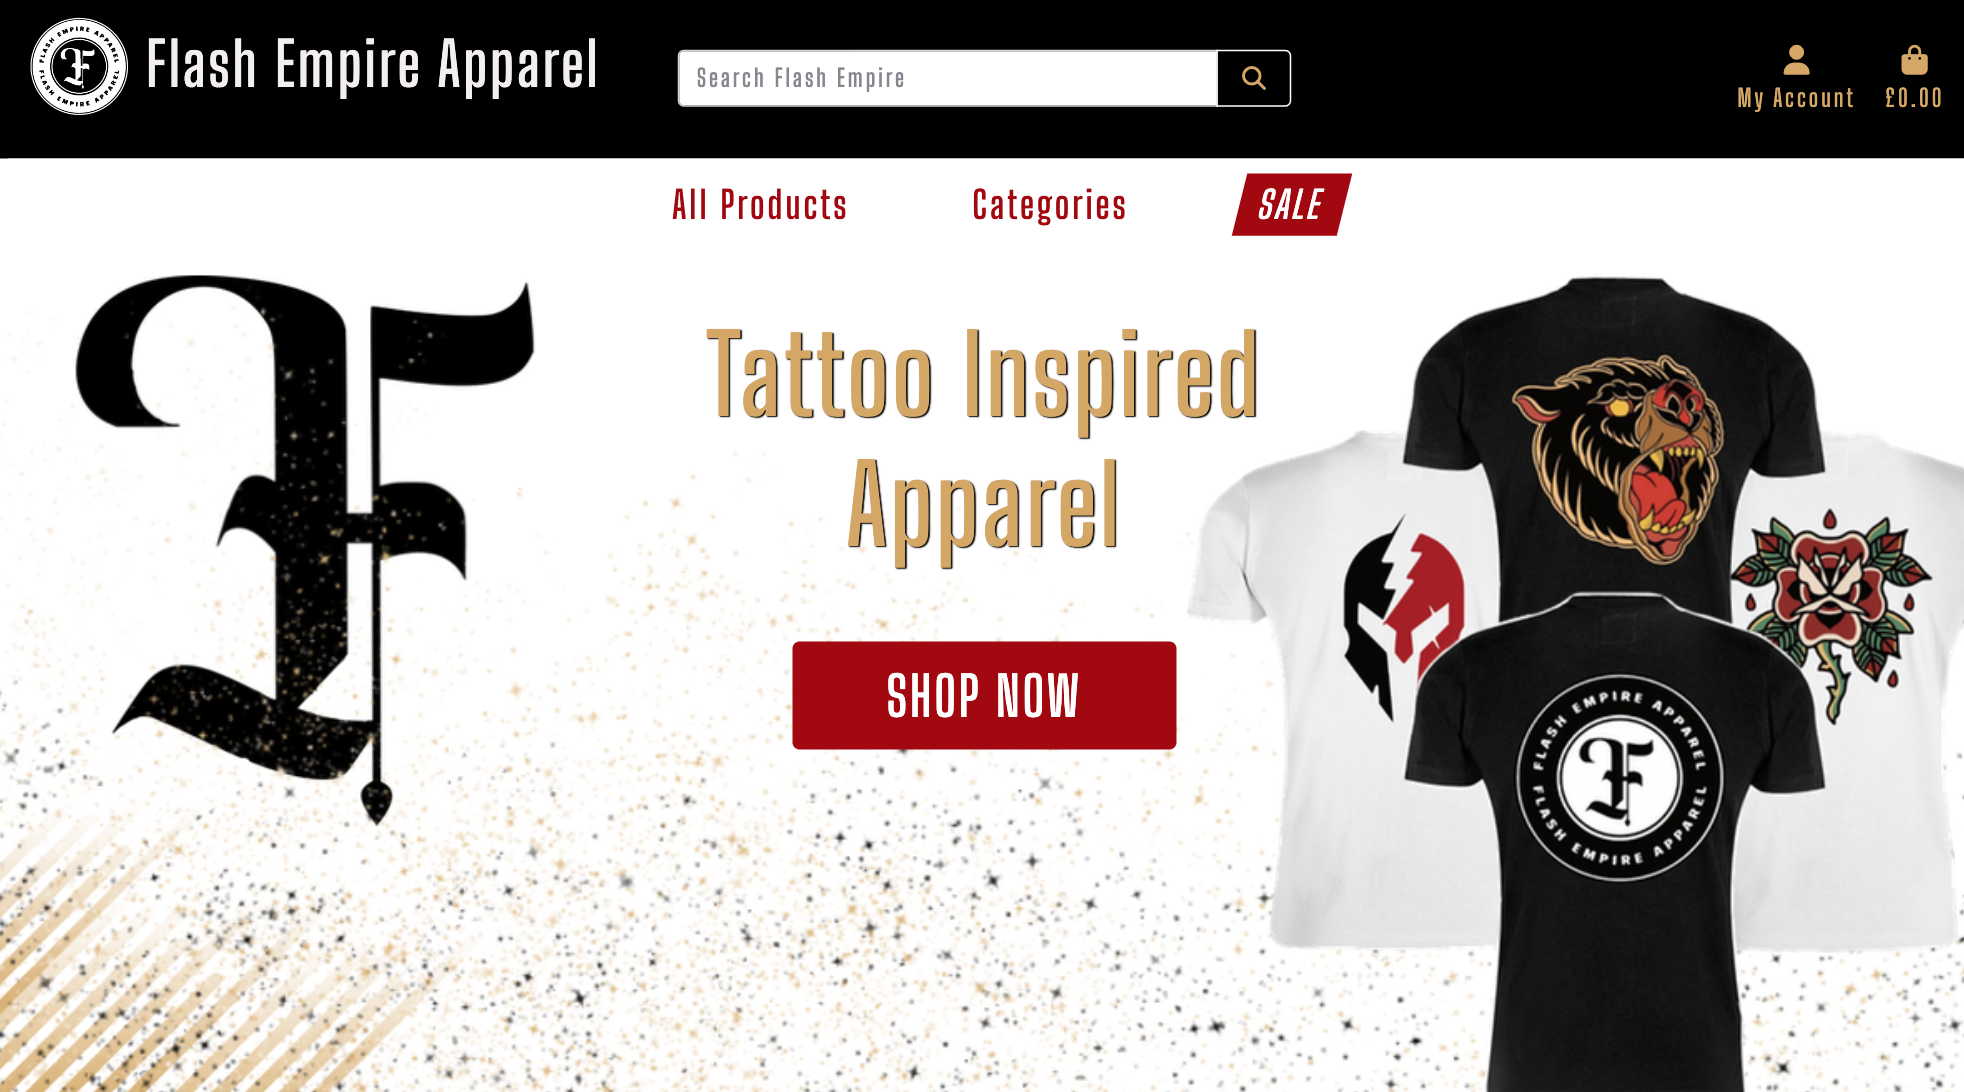 FLASH EMPIRE APPAREL
FLASH EMPIRE APPAREL
F
Flash Empire Apparel
Search Flash Empire
My Account
£0.00
All Products
Categories
SALE
F
Tattoo Inspired
Apparel
SHOP NOW
FLASH EMPIRE APPAREL
F
FLASH EMPIRE APPAREL